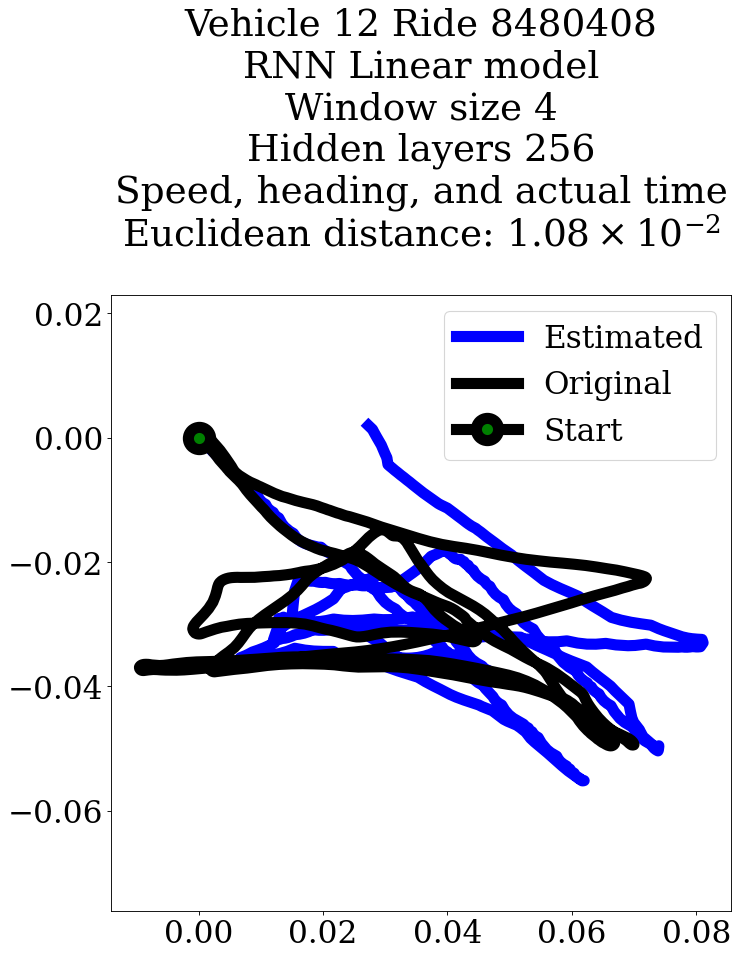 Vehicle 12 Ride 8480408
RNN Linear model
Window size 4
Hidden layers 256
Speed, heading, and actual time
Euclidean distance: 1.08 × 10⁻²
Estimated
Original
Start
0.02
0.00
−0.02
−0.04
−0.06
0.00 0.02 0.04 0.06 0.08